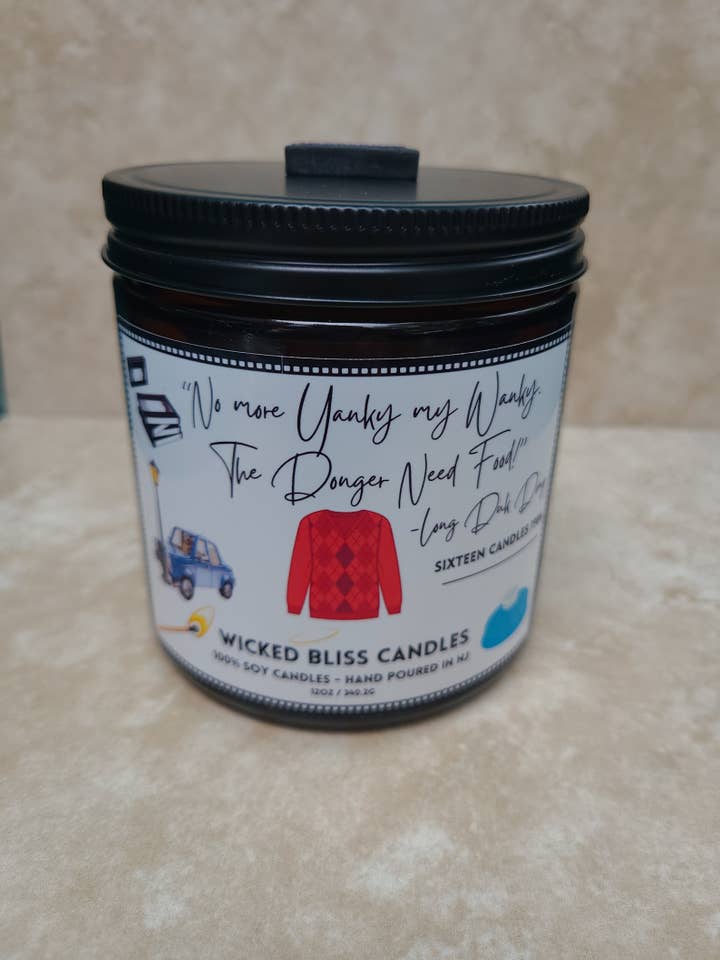 "No more Yanky my Wanky.
The Donger Need Food!"
-Long Duk Dong
SIXTEEN CANDLES
WICKED BLISS CANDLES
100% SOY CANDLES - HAND POURED IN NJ
12OZ / 340.2G